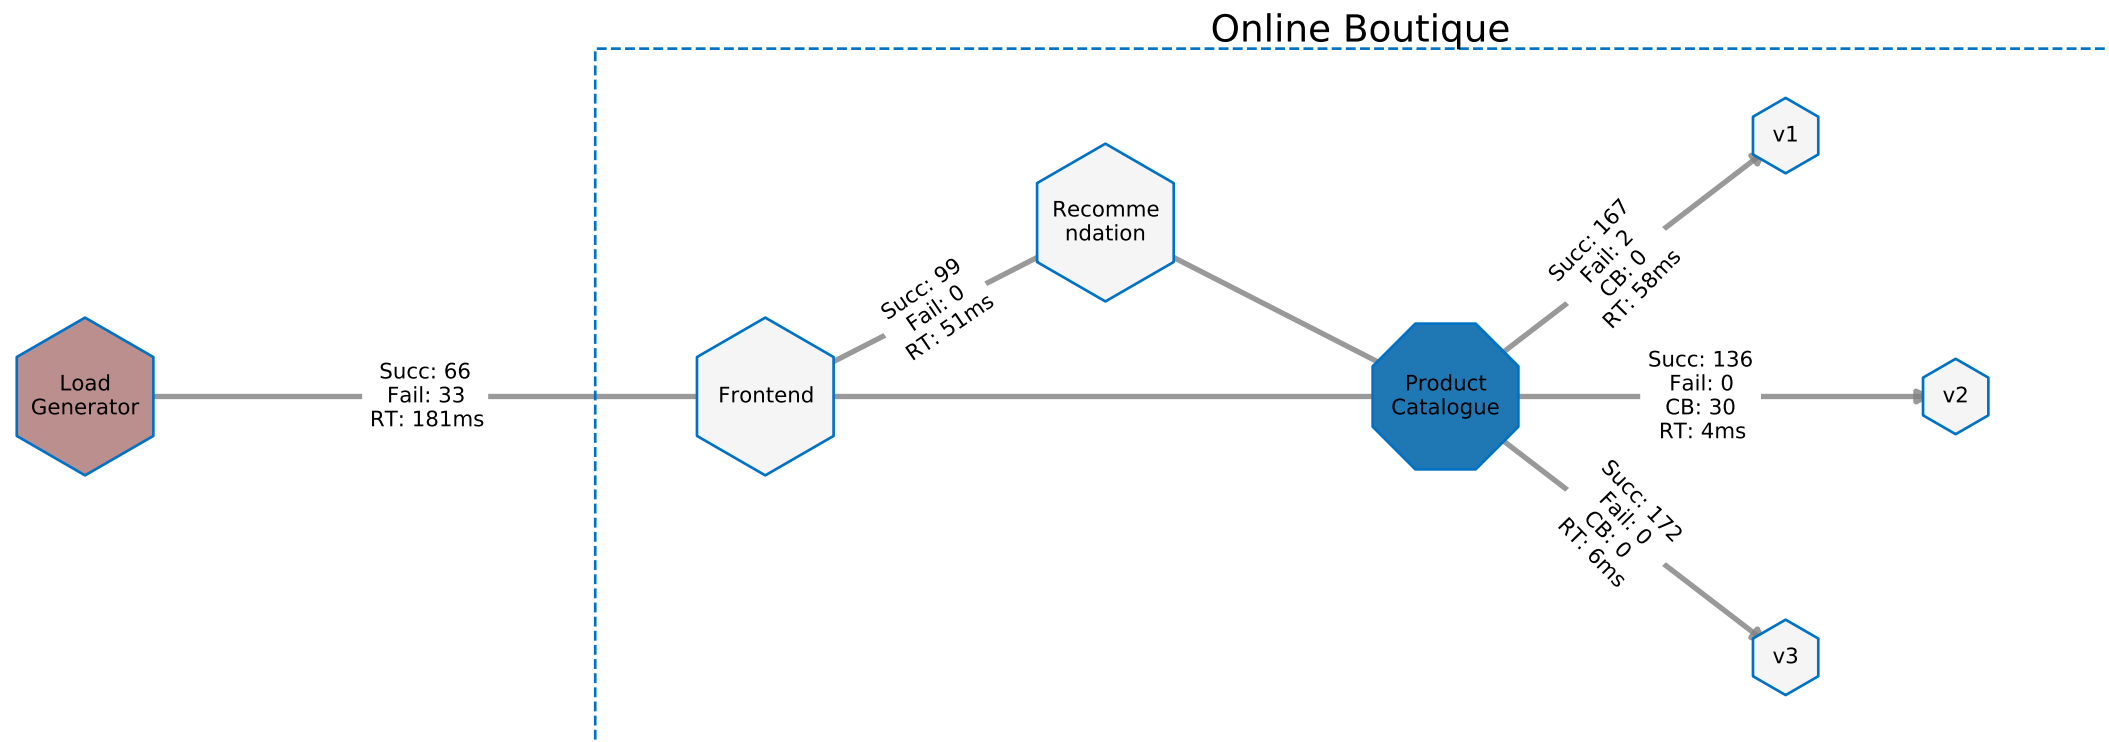 Online Boutique
Load
Generator
Succ: 66
Fail: 33
RT: 181ms
Frontend
Succ: 99
Fail: 0
RT: 51ms
Recomme
ndation
Product
Catalogue
Succ: 167
Fail: 2
CB: 0
RT: 58ms
v1
Succ: 136
Fail: 0
CB: 30
RT: 4ms
v2
Succ: 172
Fail: 0
CB: 0
RT: 6ms
v3